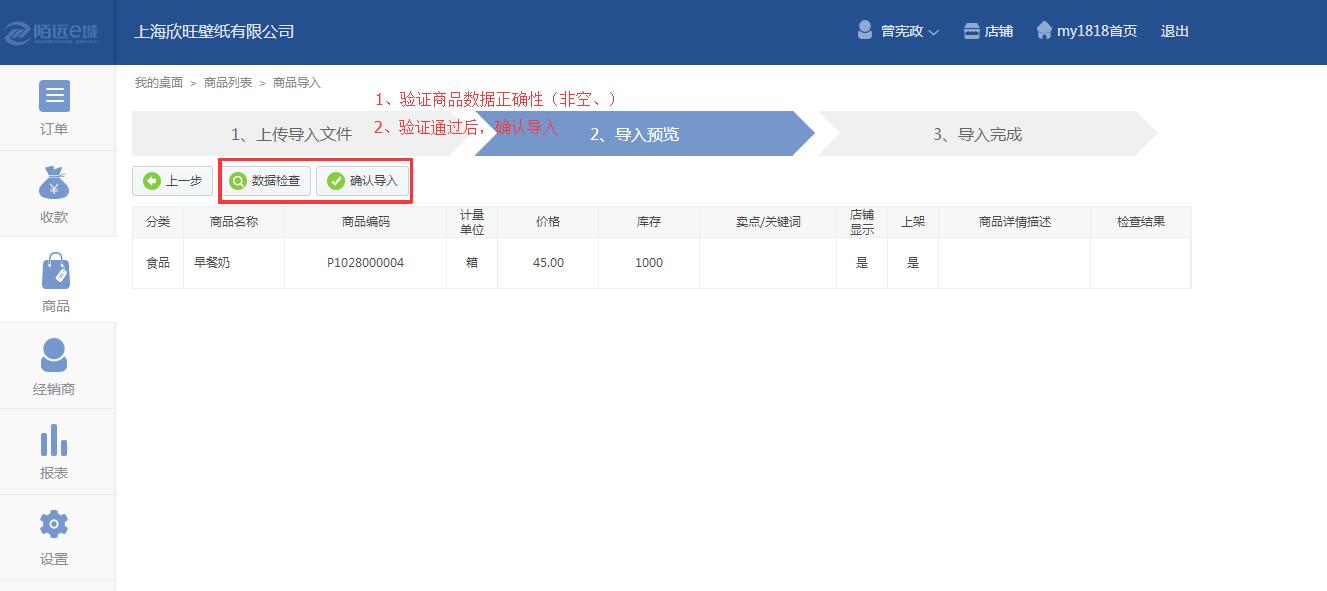 陌远e城
上海欣旺壁纸有限公司
曾宪政 店铺 my1818首页 退出
我的桌面 > 商品列表 > 商品导入
1、验证商品数据正确性（非空、）
2、验证通过后，确认导入
1、上传导入文件 2、导入预览 3、导入完成
上一步 数据检查 确认导入
分类 商品名称 商品编码 计量单位 价格 库存 卖点/关键词 店铺显示 上架 商品详情描述 检查结果
食品 早餐奶 P1028000004 箱 45.00 1000 是 是
订单
收款
商品
经销商
报表
设置